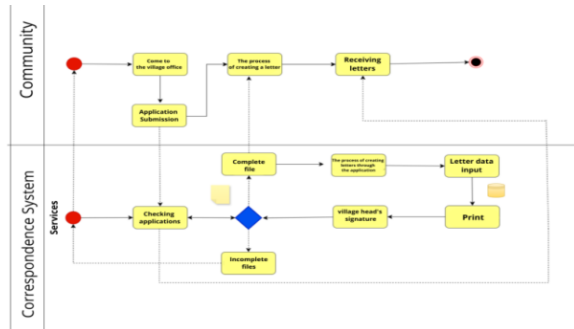 Community
Come to
the village office
The process
of creating a letter
Receiving
letters
Application
Submission
Correspondence System
Services
Complete
file
The process of creating
letters through
the application
Letter data
input
Checking
applications
village head's
signature
Print
Incomplete
files